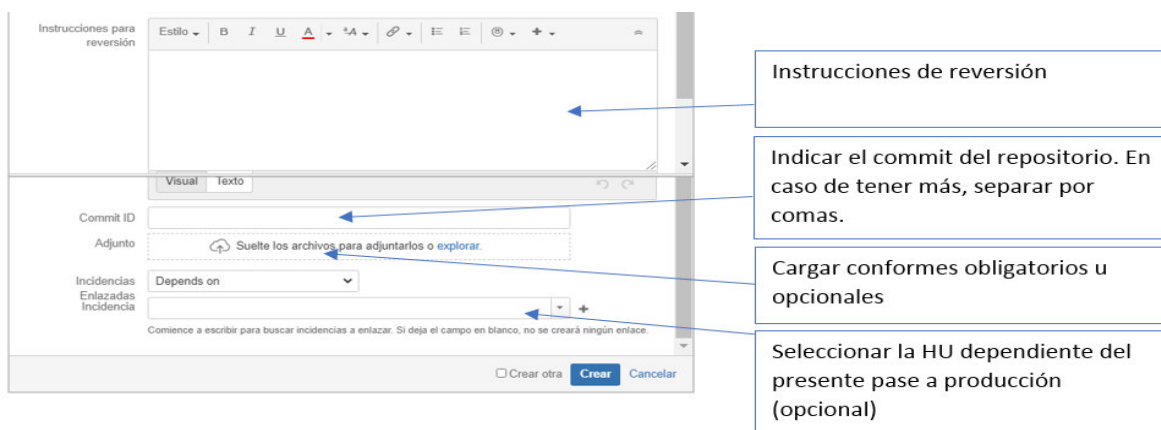 Instrucciones para
reversión
Estilo
B I U A ªA
Instrucciones de reversión
Visual Texto
Indicar el commit del repositorio. En
caso de tener más, separar por
comas.
Commit ID
Adjunto
Suelte los archivos para adjuntarlos o explorar.
Cargar conformes obligatorios u
opcionales
Incidencias
Enlazadas
Depends on
Incidencia
Comience a escribir para buscar incidencias a enlazar. Si deja el campo en blanco, no se creará ningún enlace.
Seleccionar la HU dependiente del
presente pase a producción
(opcional)
Crear otra Crear Cancelar